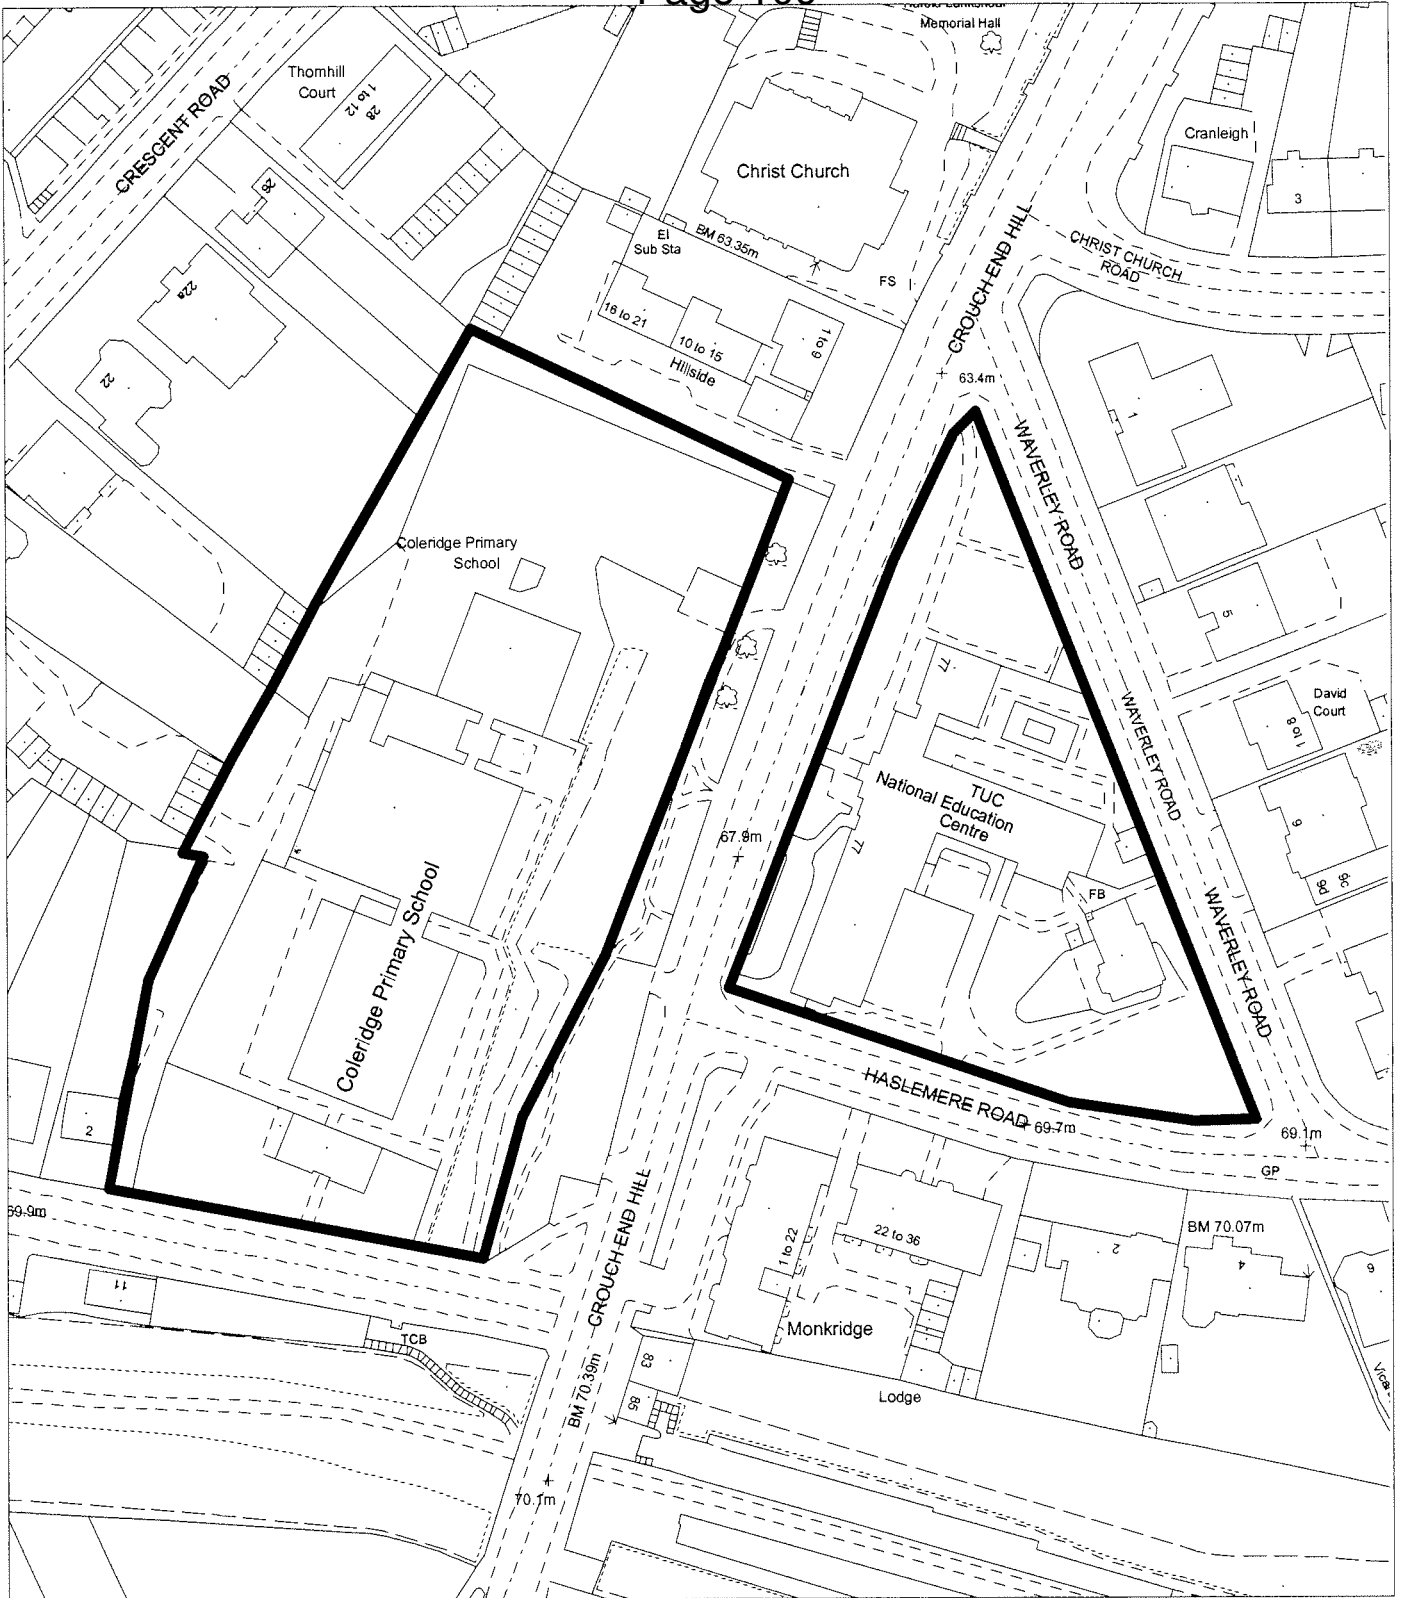 Memorial Hall
Thornhill
Court
1 to 12
28
CRESCENT ROAD
26
22a
22
Christ Church
El
Sub Sta
BM 63.35m
FS
16 to 21
10 to 15
1 to 9
Hillside
CROUCH END HILL
63.4m
Cranleigh
3
CHRIST CHURCH
ROAD
1
WAVERLEY ROAD
5
David
Court
1 to 8
WAVERLEY ROAD
9
9c
9d
WAVERLEY ROAD
Coleridge Primary
School
Coleridge Primary School
77
TUC
National Education
Centre
77
FB
67.9m
HASLEMERE ROAD
69.7m
69.1m
GP
2
69.9m
11
TCB
CROUCH END HILL
BM 70.39m
70.1m
1 to 22
22 to 36
Monkridge
83
85
Lodge
2
BM 70.07m
4